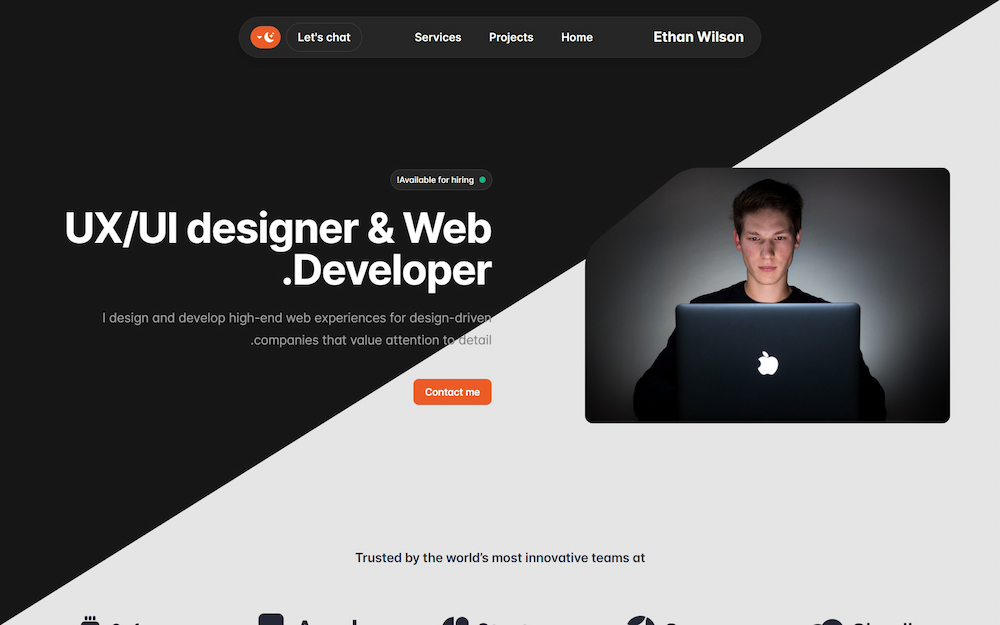 Let's chat
Services
Projects
Home
Ethan Wilson
!Available for hiring
UX/UI designer & Web
.Developer
I design and develop high-end web experiences for design-driven
.companies that value attention to detail
Contact me
Trusted by the world's most innovative teams at